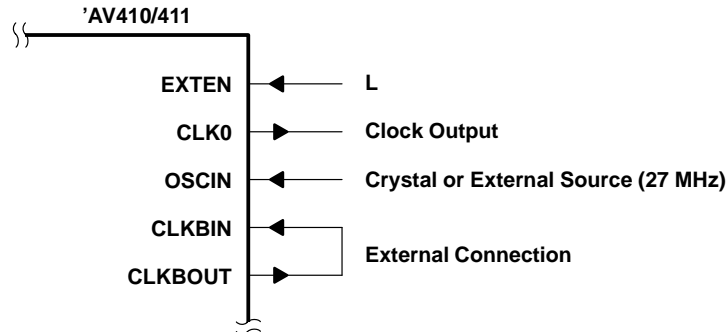 ’AV410/411
EXTEN L
CLK0 Clock Output
OSCIN Crystal or External Source (27 MHz)
CLKBIN
External Connection
CLKBOUT